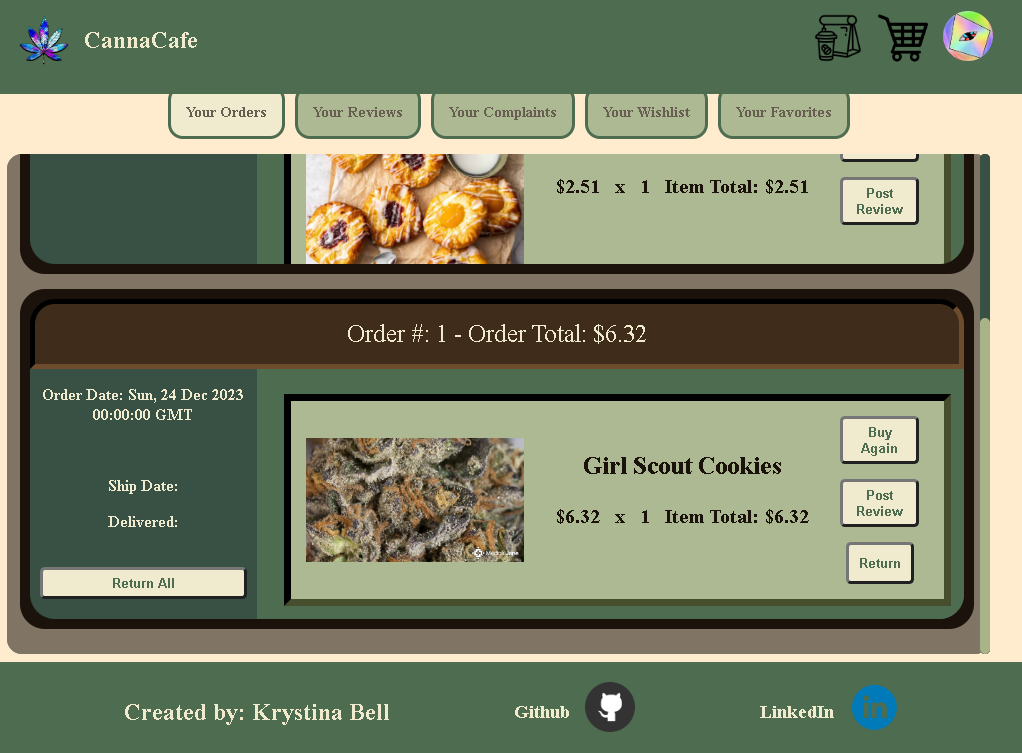 CannaCafe
Your Orders
Your Reviews
Your Complaints
Your Wishlist
Your Favorites
$2.51 x 1 Item Total: $2.51
Post
Review
Order #: 1 - Order Total: $6.32
Order Date: Sun, 24 Dec 2023
00:00:00 GMT
Ship Date:
Delivered:
Return All
Girl Scout Cookies
$6.32 x 1 Item Total: $6.32
Buy
Again
Post
Review
Return
Created by: Krystina Bell
Github
LinkedIn
in